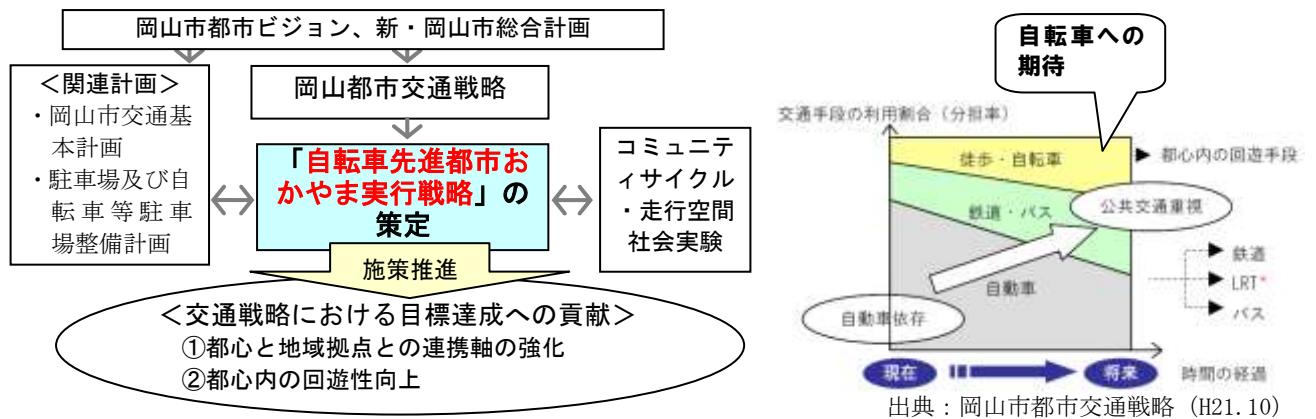 岡山市都市ビジョン、新・岡山市総合計画
＜関連計画＞
・岡山市交通基
本計画
・駐車場及び自
転車等駐車
場整備計画
岡山都市交通戦略
「自転車先進都市お
かやま実行戦略」の
策定
コミュニテ
ィサイクル
・走行空間
社会実験
施策推進
＜交通戦略における目標達成への貢献＞
①都心と地域拠点との連携軸の強化
②都心内の回遊性向上
自転車への
期待
交通手段の利用割合（分担率）
徒歩・自転車
都心内の回遊手段
鉄道・バス
公共交通重視
自動車
自動車依存
鉄道
LRT*
バス
現在
将来
時間の経過
出典：岡山市都市交通戦略（H21.10）